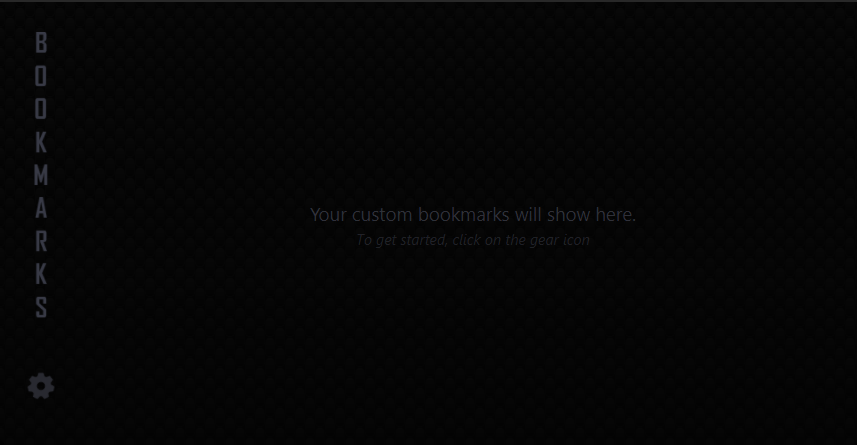 BOOKMARKS
Your custom bookmarks will show here.
To get started, click on the gear icon